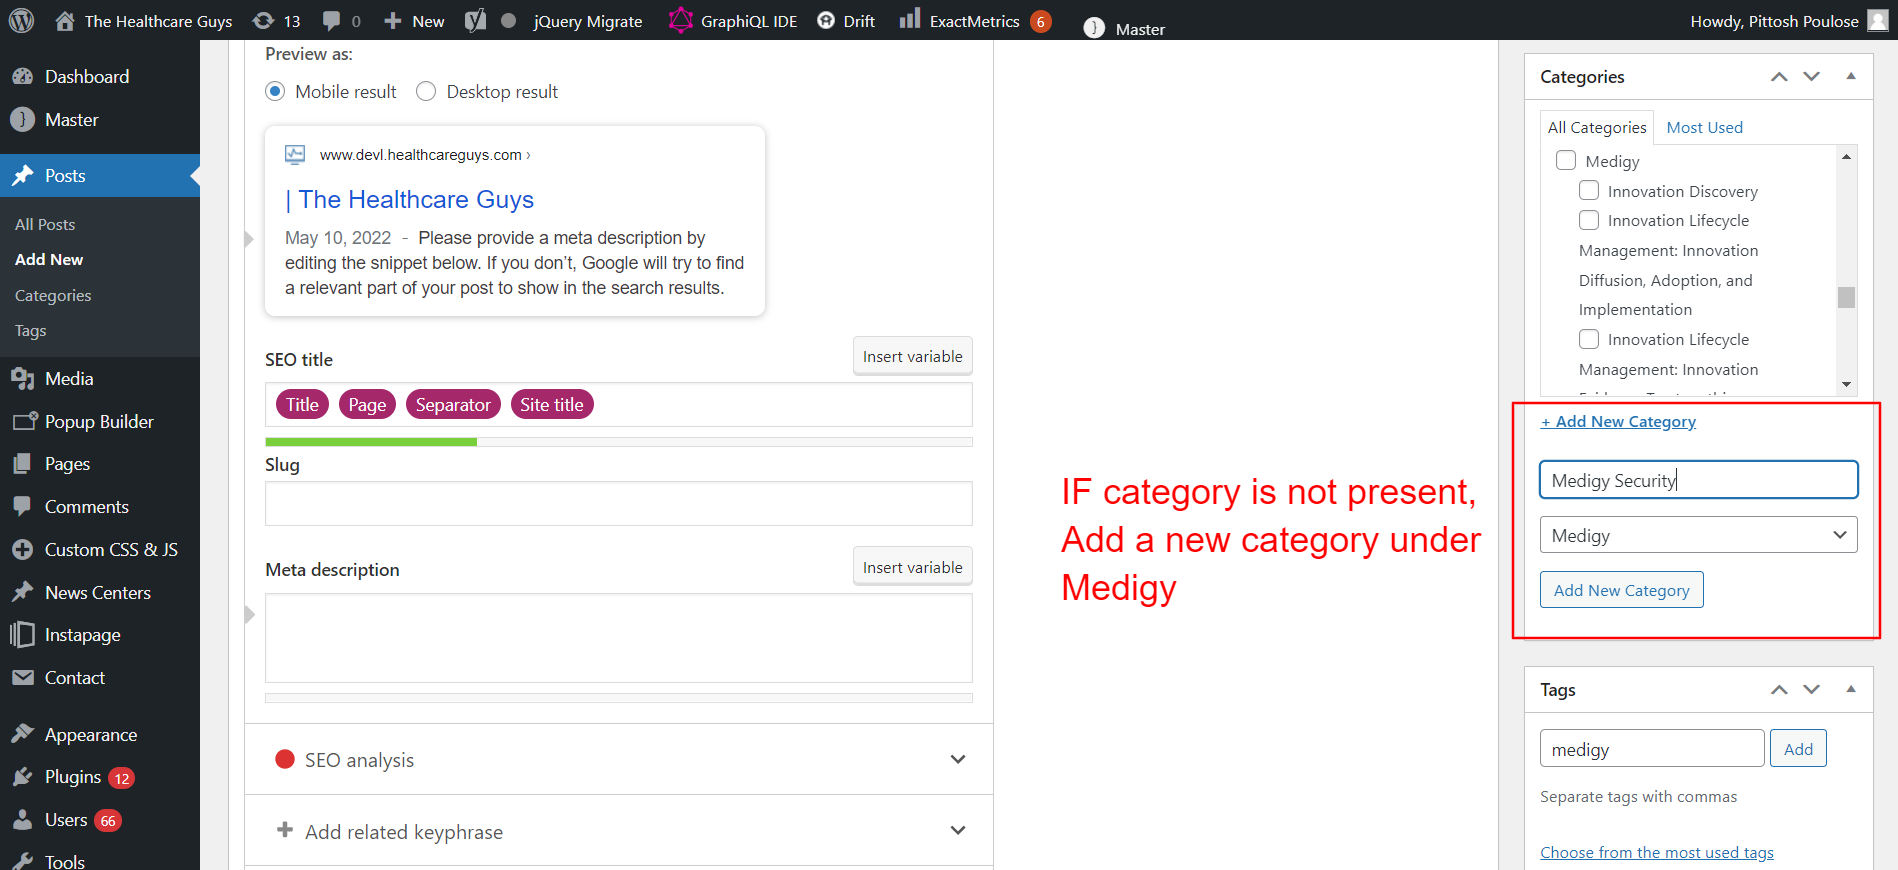 The Healthcare Guys 13 0 New jQuery Migrate GraphiQL IDE Drift ExactMetrics 6 Master Howdy, Pittosh Poulose
Dashboard
Master
Posts
All Posts
Add New
Categories
Tags
Media
Popup Builder
Pages
Comments
Custom CSS & JS
News Centers
Instapage
Contact
Appearance
Plugins 12
Users 66
Tools
Preview as:
Mobile result Desktop result
www.devl.healthcareguys.com ›
| The Healthcare Guys
May 10, 2022 - Please provide a meta description by
editing the snippet below. If you don’t, Google will try to find
a relevant part of your post to show in the search results.
SEO title Insert variable
Title Page Separator Site title
Slug
Meta description Insert variable
SEO analysis
Add related keyphrase
IF category is not present,
Add a new category under
Medigy
Categories
All Categories Most Used
Medigy
Innovation Discovery
Innovation Lifecycle
Management: Innovation
Diffusion, Adoption, and
Implementation
Innovation Lifecycle
Management: Innovation
+ Add New Category
Medigy Security
Medigy
Add New Category
Tags
medigy Add
Separate tags with commas
Choose from the most used tags